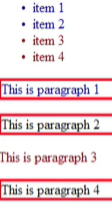 • item 1
• item 2
• item 3
• item 4
This is paragraph 1
This is paragraph 2
This is paragraph 3
This is paragraph 4